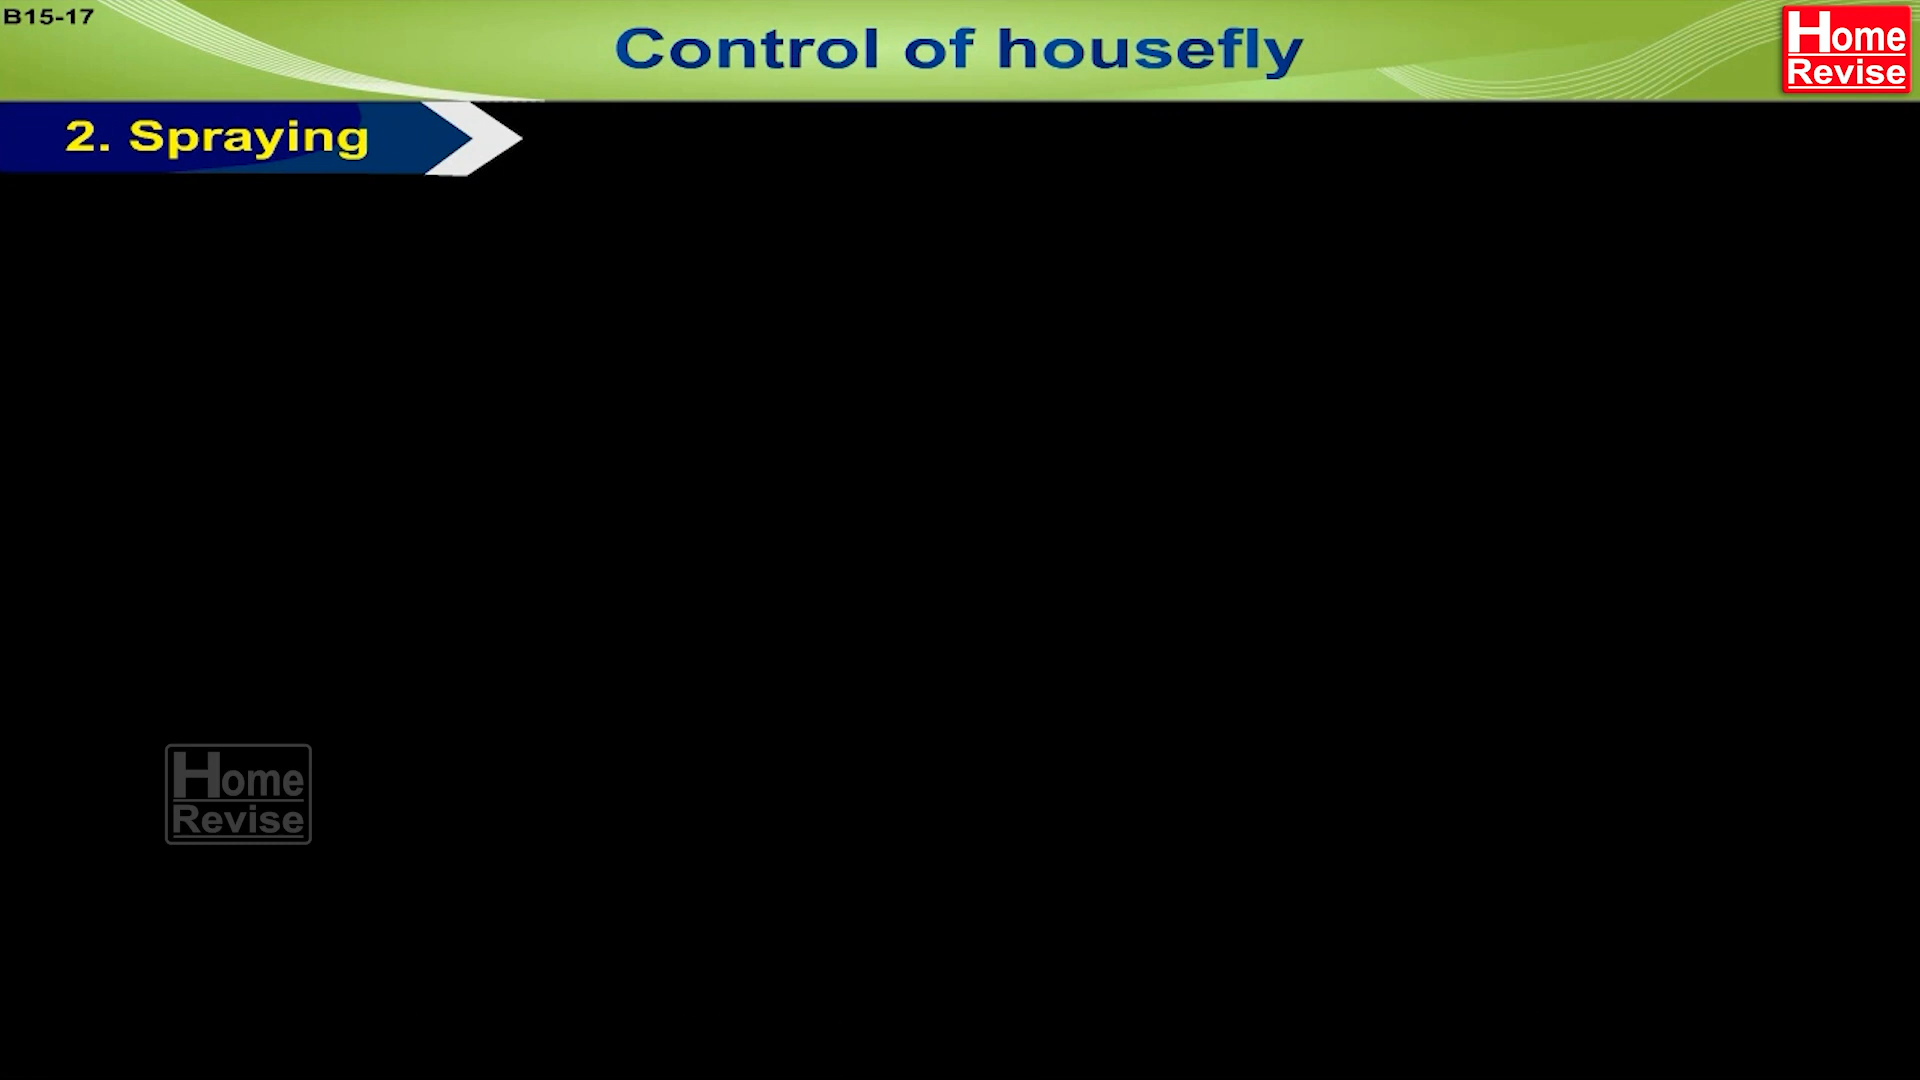 B15-17
Control of housefly
Home
Revise
2. Spraying
Home
Revise